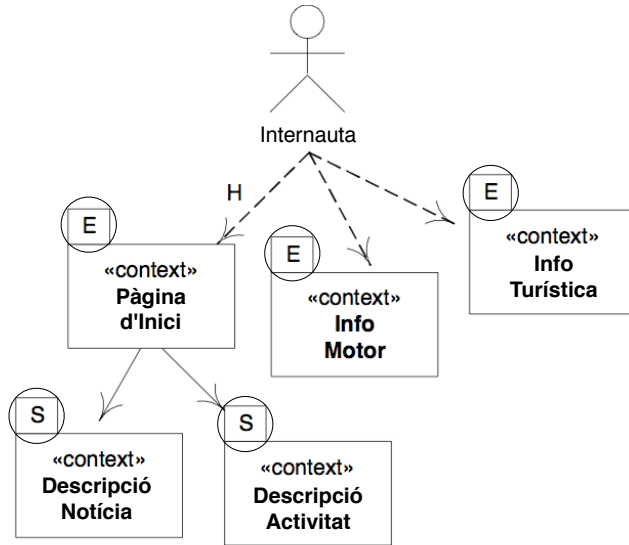 Internauta
H
E
«context»
Pàgina
d'Inici
E
«context»
Info
Motor
E
«context»
Info
Turística
S
«context»
Descripció
Notícia
S
«context»
Descripció
Activitat